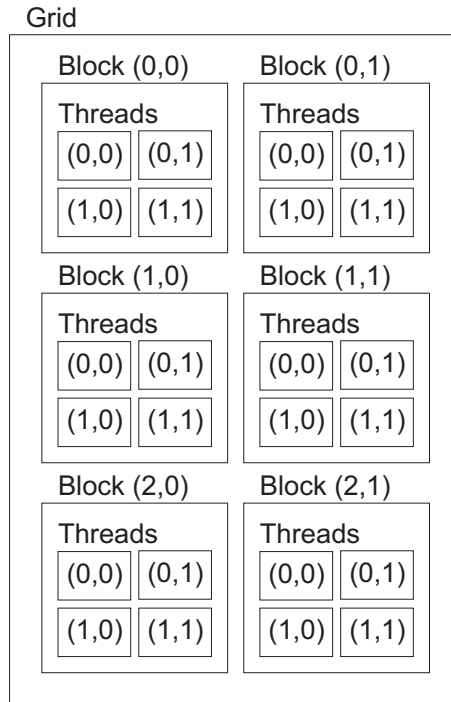 Grid
Block (0,0) Block (0,1)
Threads Threads
(0,0) (0,1) (0,0) (0,1)
(1,0) (1,1) (1,0) (1,1)
Block (1,0) Block (1,1)
Threads Threads
(0,0) (0,1) (0,0) (0,1)
(1,0) (1,1) (1,0) (1,1)
Block (2,0) Block (2,1)
Threads Threads
(0,0) (0,1) (0,0) (0,1)
(1,0) (1,1) (1,0) (1,1)